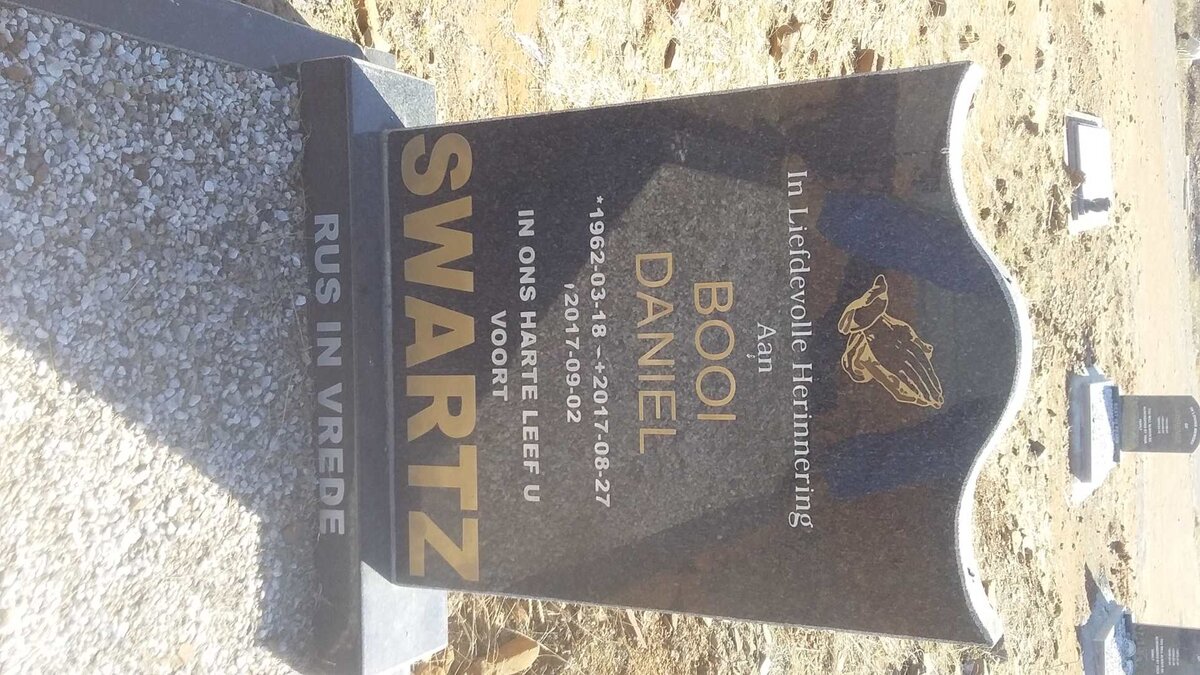 In Liefdevolle Herinnering
Aan
BOOI
DANIEL
*1962-03-18 ~+2017-08-27
,2017-09-02
IN ONS HARTE LEEF U
VOORT
SWARTZ
RUS IN VREDE